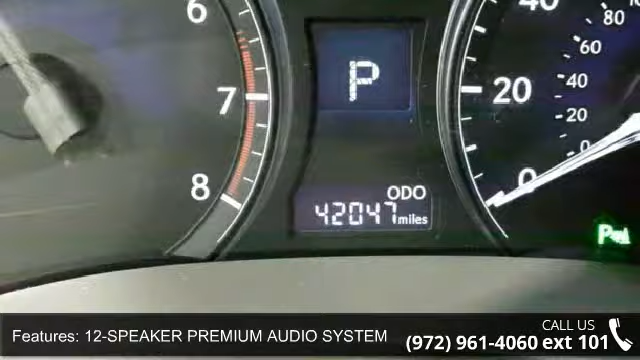 6
7
8
P
ODO
42047 miles
40
20
0
80
60
40
20
0
Features: 12-SPEAKER PREMIUM AUDIO SYSTEM
CALL US
(972) 961-4060 ext 101